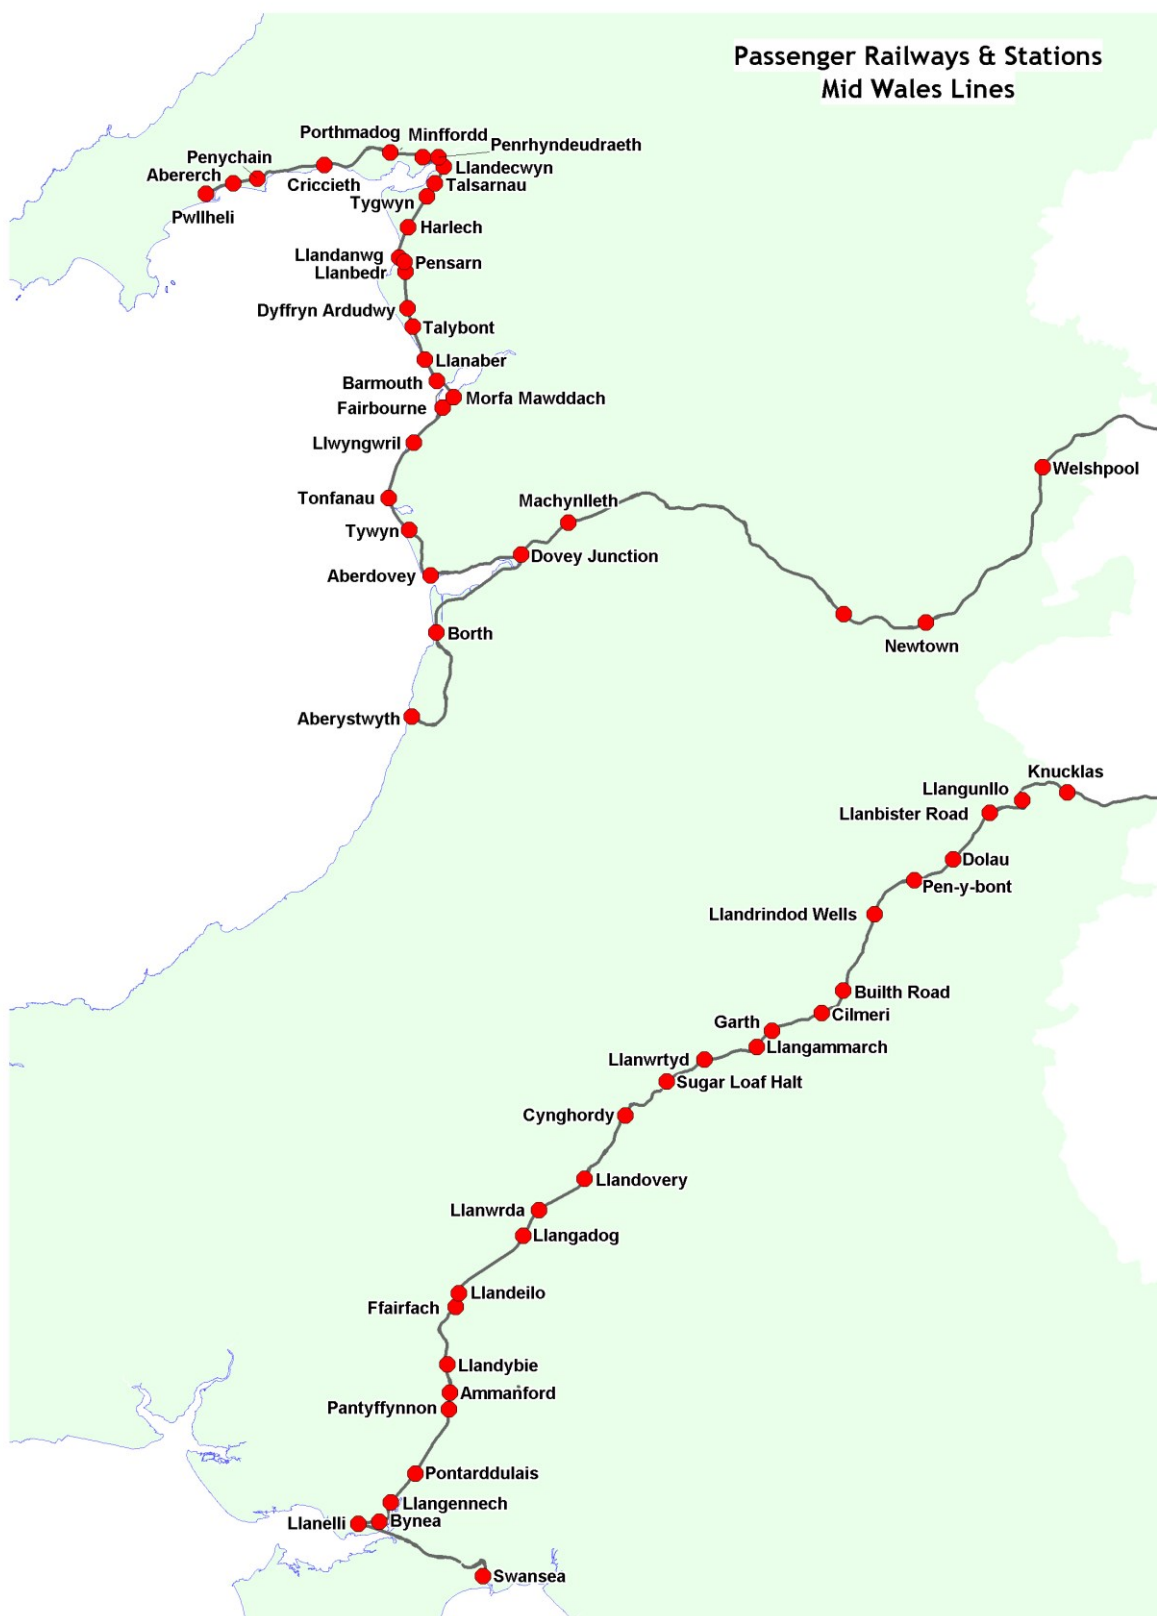 Passenger Railways & Stations
Mid Wales Lines
Porthmadog
Minffordd
Penrhyndeudraeth
Penychain
Llandecwyn
Abererch
Criccieth
Talsarnau
Tygwyn
Pwllheli
Harlech
Llandanwg
Pensarn
Llanbedr
Dyffryn Ardudwy
Talybont
Llanaber
Barmouth
Morfa Mawddach
Fairbourne
Llwyngwril
Welshpool
Tonfanau
Machynlleth
Tywyn
Dovey Junction
Aberdovey
Borth
Newtown
Aberystwyth
Knucklas
Llangunllo
Llanbister Road
Dolau
Pen-y-bont
Llandrindod Wells
Builth Road
Cilmeri
Garth
Llangammarch
Llanwrtyd
Sugar Loaf Halt
Cynghordy
Llandovery
Llanwrda
Llangadog
Llandeilo
Ffairfach
Llandybie
Ammanford
Pantyffynnon
Pontarddulais
Llangennech
Llanelli
Bynea
Swansea